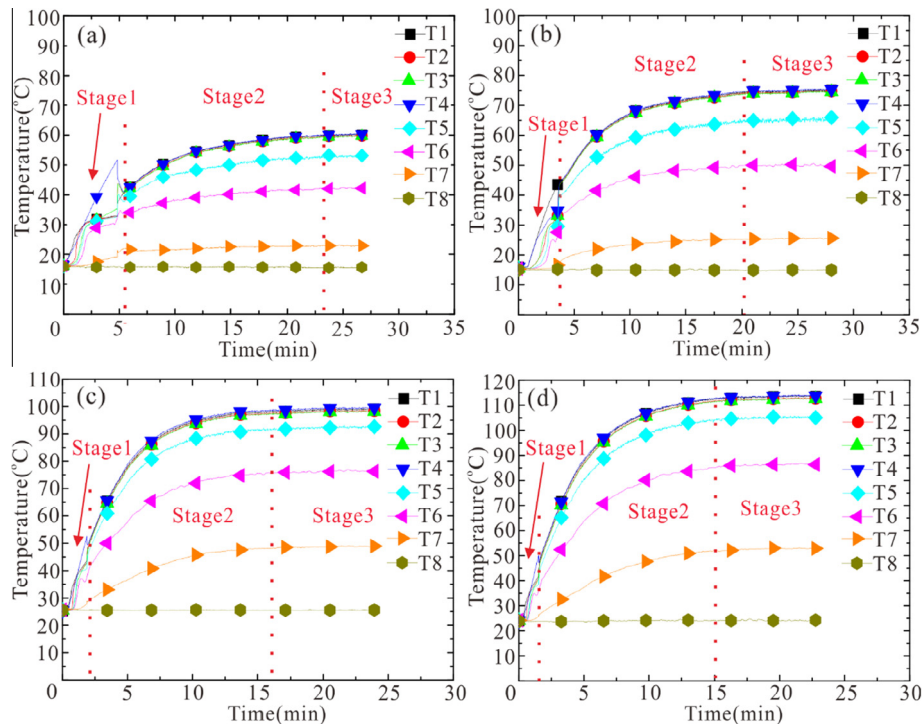 (a)
Temperature(°C)
100
90
80
70
60
50
40
30
20
10
0
Stage1
Stage2
Stage3
T1
T2
T3
T4
T5
T6
T7
T8
0 5 10 15 20 25 30 35
Time(min)
(b)
Temperature(°C)
100
90
80
70
60
50
40
30
20
10
0
Stage1
Stage2
Stage3
T1
T2
T3
T4
T5
T6
T7
T8
0 5 10 15 20 25 30 35
Time(min)
(c)
Temperature(°C)
110
100
90
80
70
60
50
40
30
20
10
0
Stage1
Stage2
Stage3
T1
T2
T3
T4
T5
T6
T7
T8
0 5 10 15 20 25 30
Time(min)
(d)
Temperature(°C)
120
110
100
90
80
70
60
50
40
30
20
10
0
Stage1
Stage2
Stage3
T1
T2
T3
T4
T5
T6
T7
T8
0 5 10 15 20 25 30
Time(min)